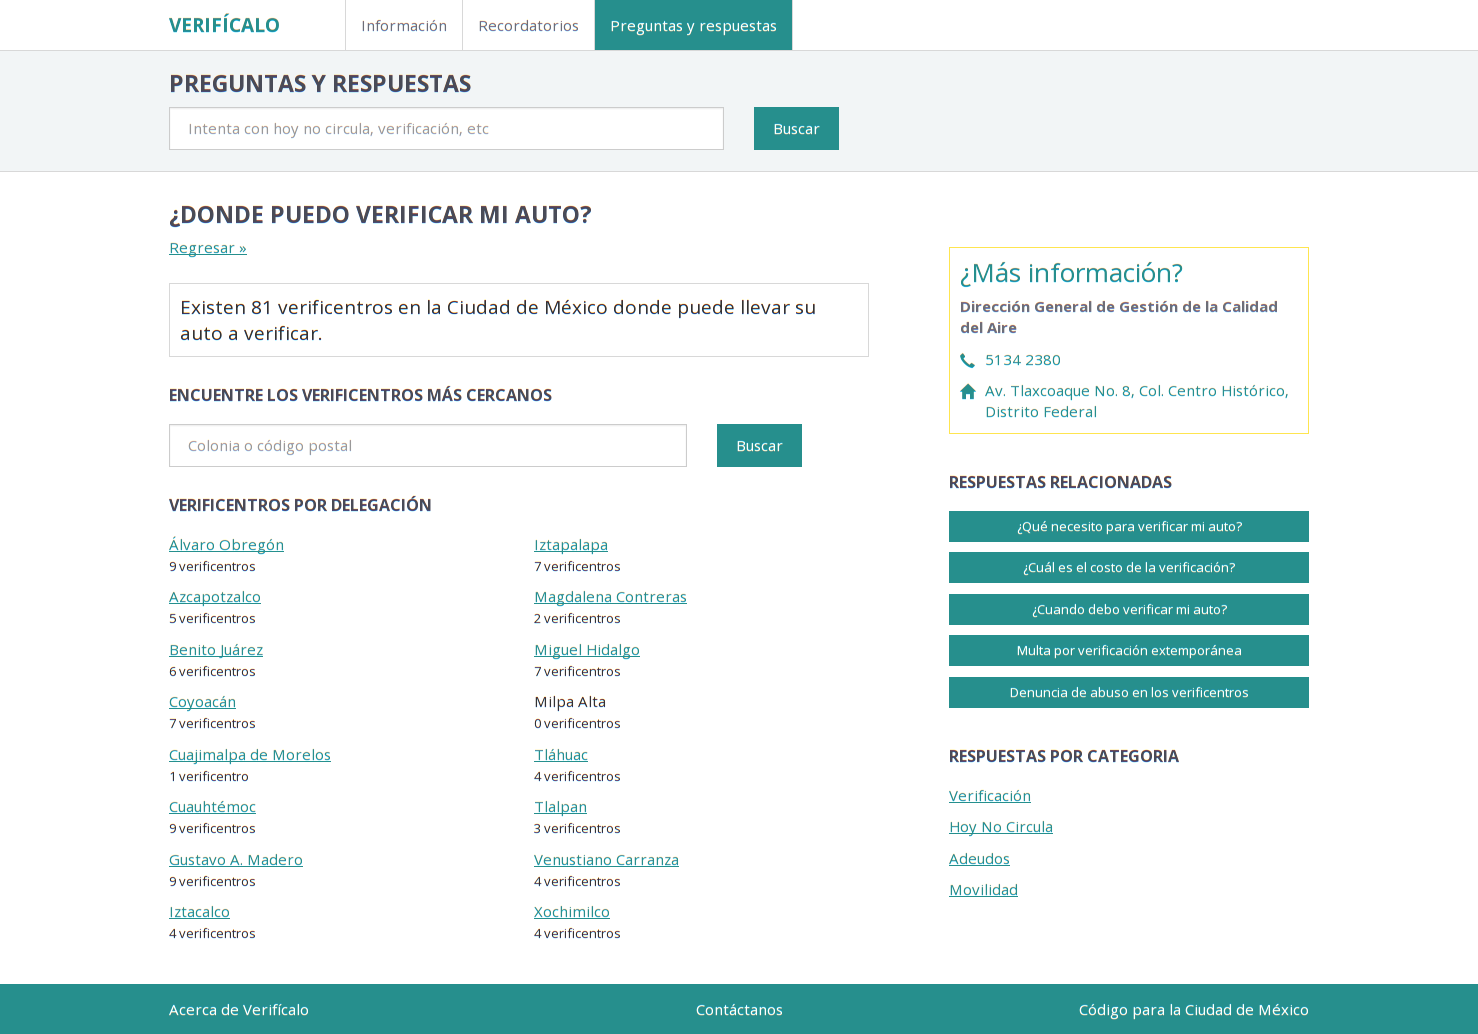 VERIFÍCALO
Información
Recordatorios
Preguntas y respuestas
PREGUNTAS Y RESPUESTAS
Intenta con hoy no circula, verificación, etc
Buscar
¿DONDE PUEDO VERIFICAR MI AUTO?
Regresar »
Existen 81 verificentros en la Ciudad de México donde puede llevar su
auto a verificar.
ENCUENTRE LOS VERIFICENTROS MÁS CERCANOS
Colonia o código postal
Buscar
VERIFICENTROS POR DELEGACIÓN
Álvaro Obregón
9 verificentros
Azcapotzalco
5 verificentros
Benito Juárez
6 verificentros
Coyoacán
7 verificentros
Cuajimalpa de Morelos
1 verificentro
Cuauhtémoc
9 verificentros
Gustavo A. Madero
9 verificentros
Iztacalco
4 verificentros
Iztapalapa
7 verificentros
Magdalena Contreras
2 verificentros
Miguel Hidalgo
7 verificentros
Milpa Alta
0 verificentros
Tláhuac
4 verificentros
Tlalpan
3 verificentros
Venustiano Carranza
4 verificentros
Xochimilco
4 verificentros
¿Más información?
Dirección General de Gestión de la Calidad
del Aire
5134 2380
Av. Tlaxcoaque No. 8, Col. Centro Histórico,
Distrito Federal
RESPUESTAS RELACIONADAS
¿Qué necesito para verificar mi auto?
¿Cuál es el costo de la verificación?
¿Cuando debo verificar mi auto?
Multa por verificación extemporánea
Denuncia de abuso en los verificentros
RESPUESTAS POR CATEGORIA
Verificación
Hoy No Circula
Adeudos
Movilidad
Acerca de Verifícalo
Contáctanos
Código para la Ciudad de México